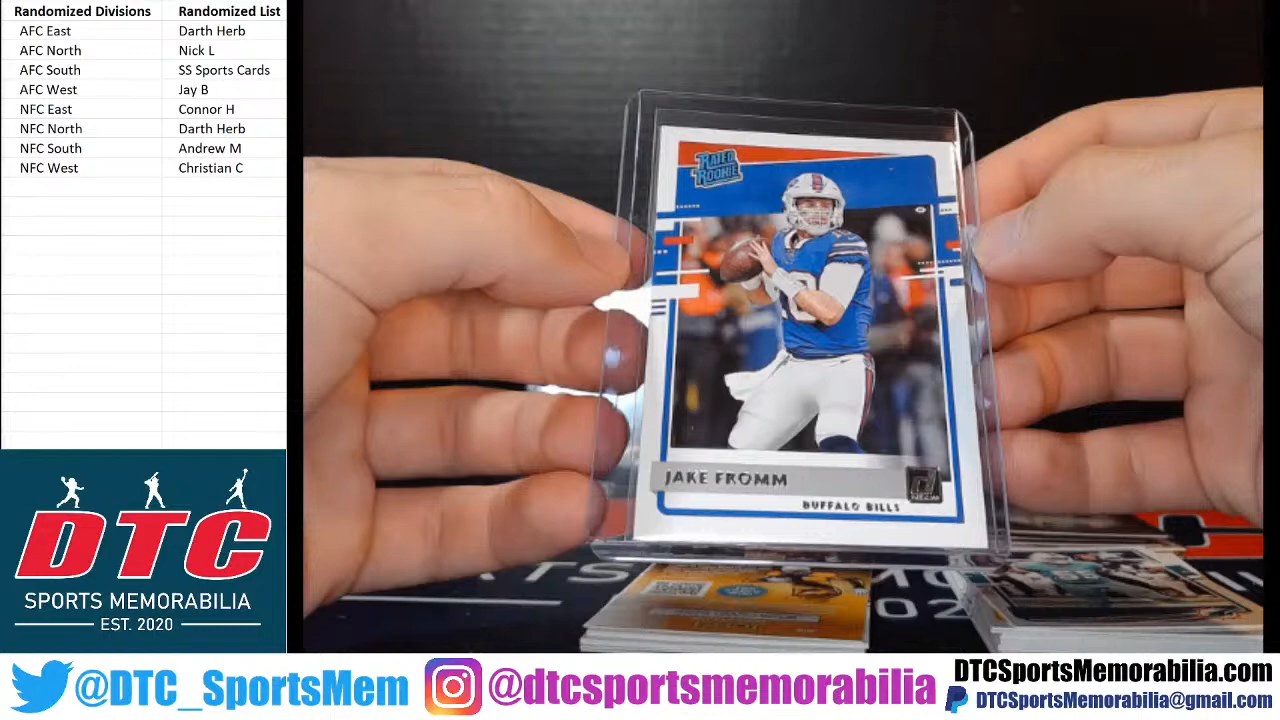 Randomized Divisions Randomized List
AFC East Darth Herb
AFC North Nick L
AFC South SS Sports Cards
AFC West Jay B
NFC East Connor H
NFC North Darth Herb
NFC South Andrew M
NFC West Christian C
RATED
ROOKIE
10
JAKE FROMM
BUFFALO BILLS
DTC
SPORTS MEMORABILIA
EST. 2020
@DTC_SportsMem
@dtcsportsmemorabilia
DTCSportsMemorabilia.com
DTCSportsMemorabilia@gmail.com